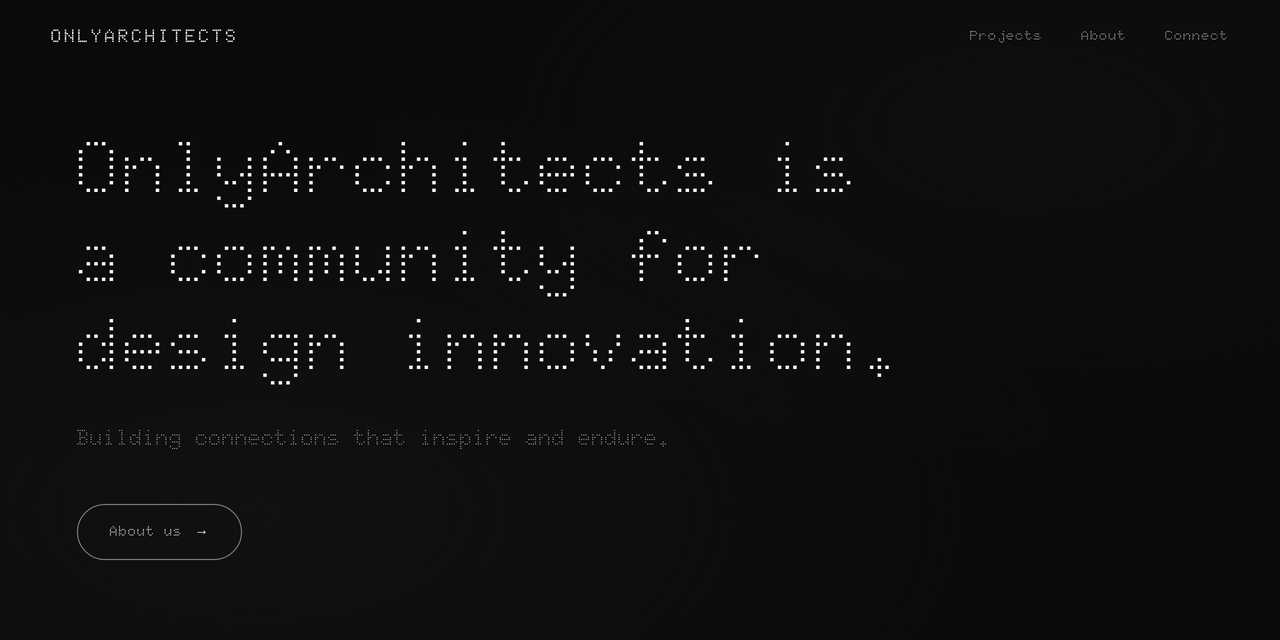 ONLYARCHITECTS
Projects About Connect
OnlyArchitects is
a community for
design innovation.
Building connections that inspire and endure.
About us →